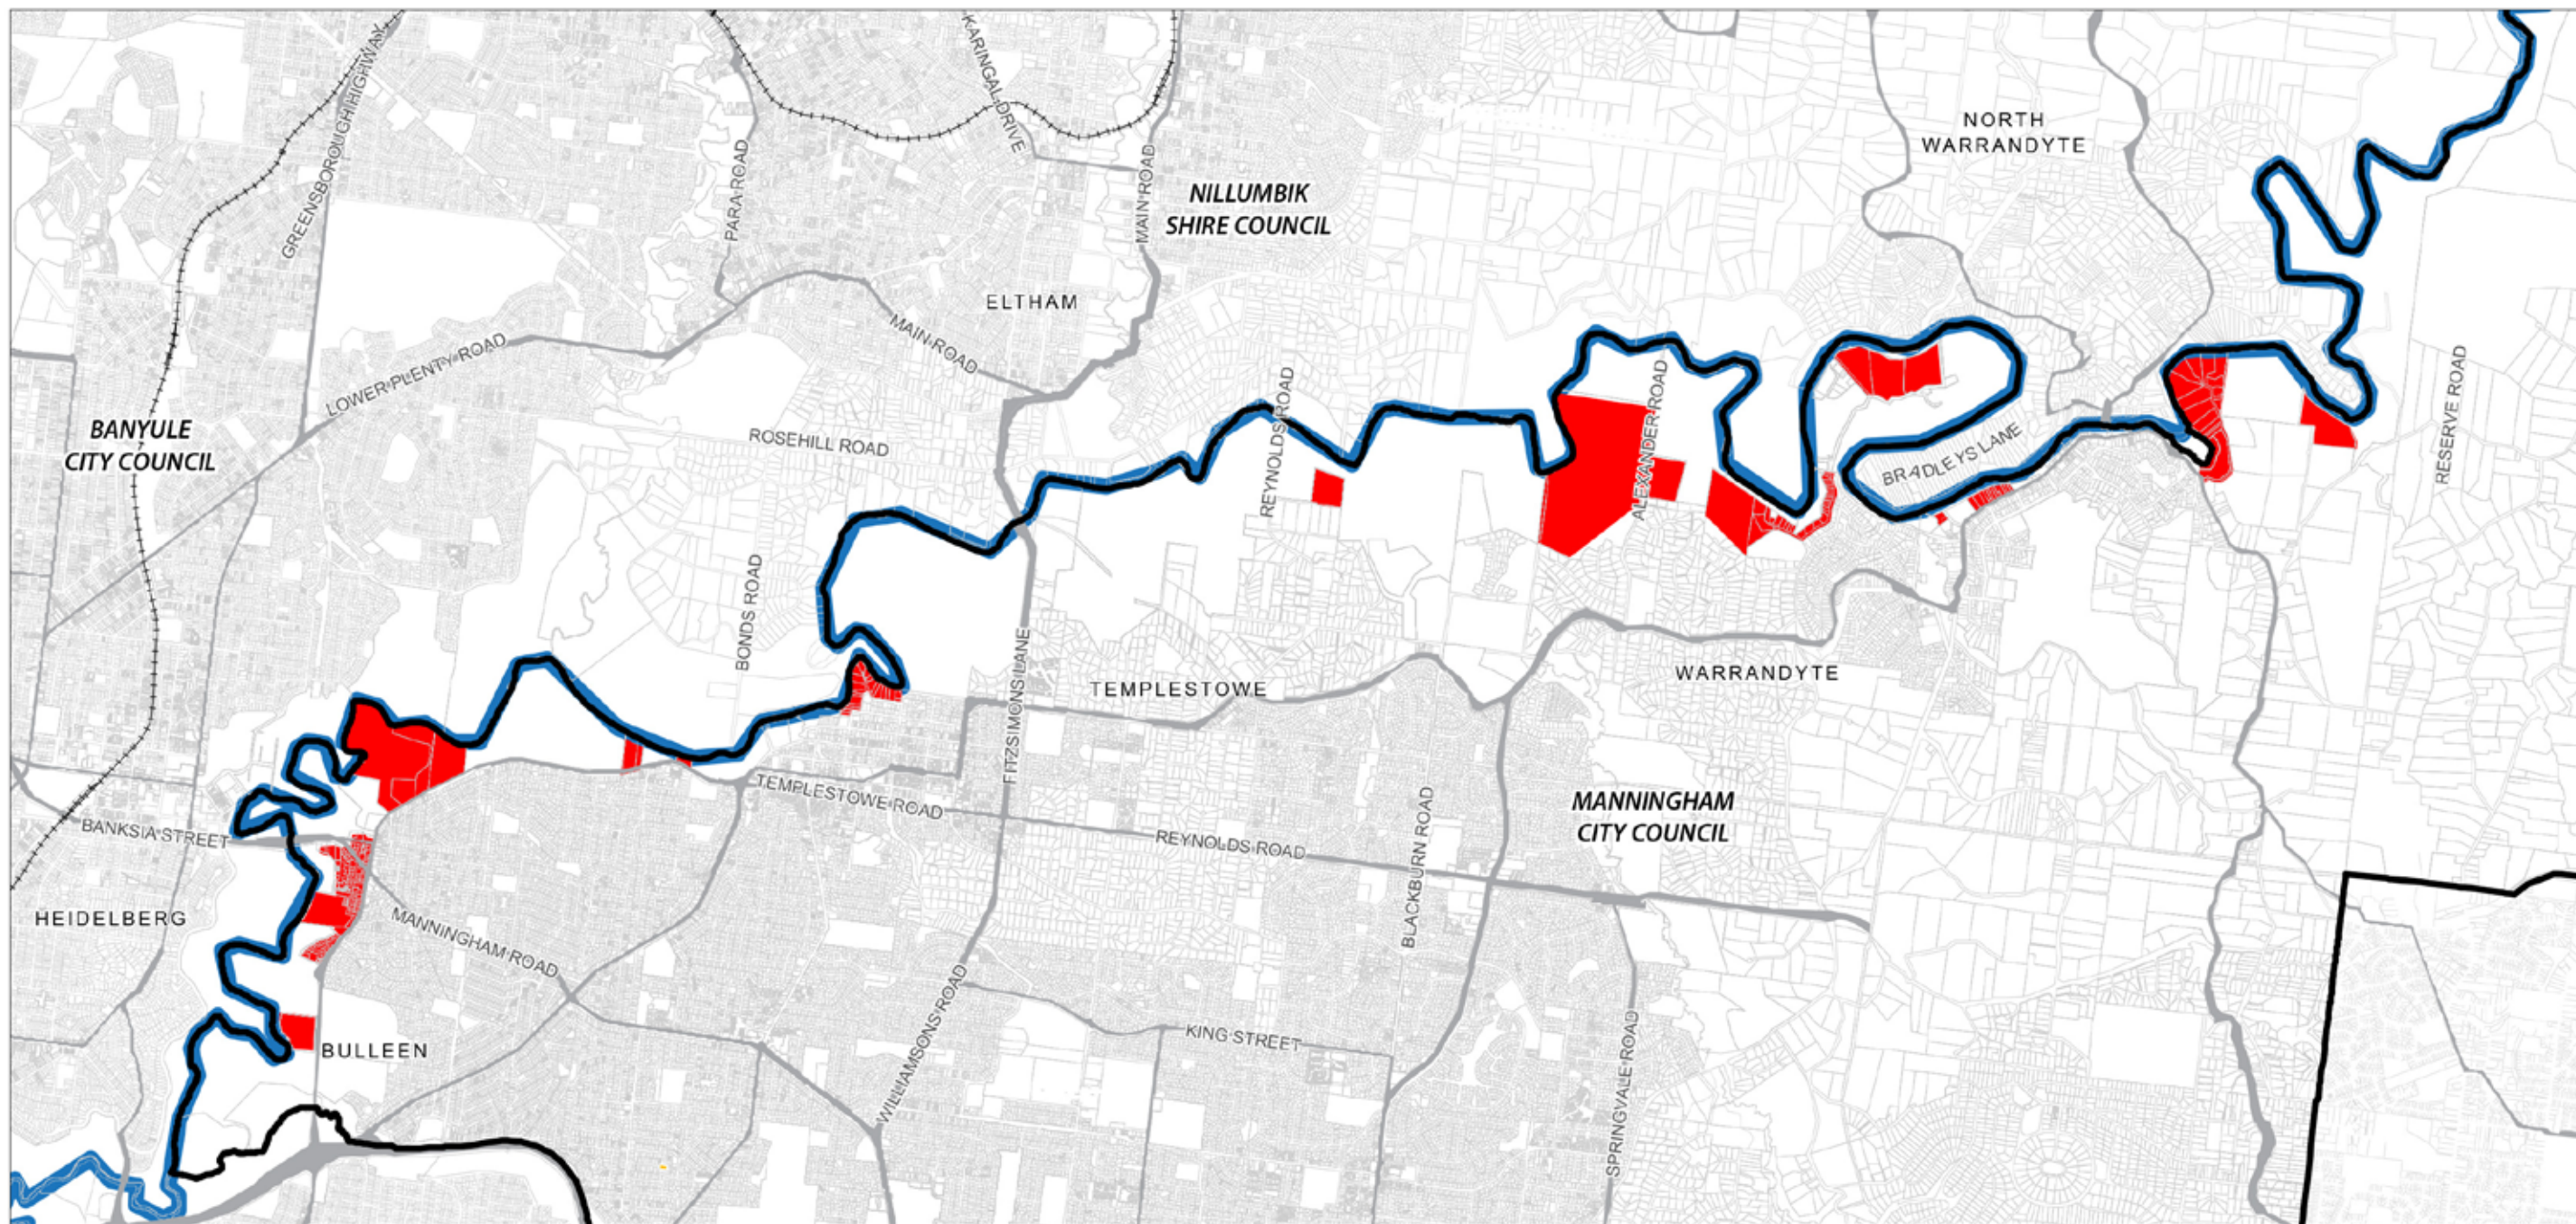 GREENSBOROUGH HIGHWAY
KARINGAL DRIVE
PARA ROAD
MAIN ROAD
NORTH
WARRANDYTE
NILLUMBIK
SHIRE COUNCIL
ELTHAM
MAIN ROAD
LOWER PLENTY ROAD
BANYULE
CITY COUNCIL
ROSEHILL ROAD
REYNOLDS ROAD
ALEXANDER ROAD
BRADLEYS LANE
RESERVE ROAD
BONDS ROAD
FITZSIMONS LANE
TEMPLESTOWE
WARRANDYTE
TEMPLESTOWE ROAD
BANKSIA STREET
REYNOLDS ROAD
BLACKBURN ROAD
MANNINGHAM
CITY COUNCIL
HEIDELBERG
MANNINGHAM ROAD
WILLIAMSONS ROAD
KING STREET
SPRINGVALE ROAD
BULLEEN